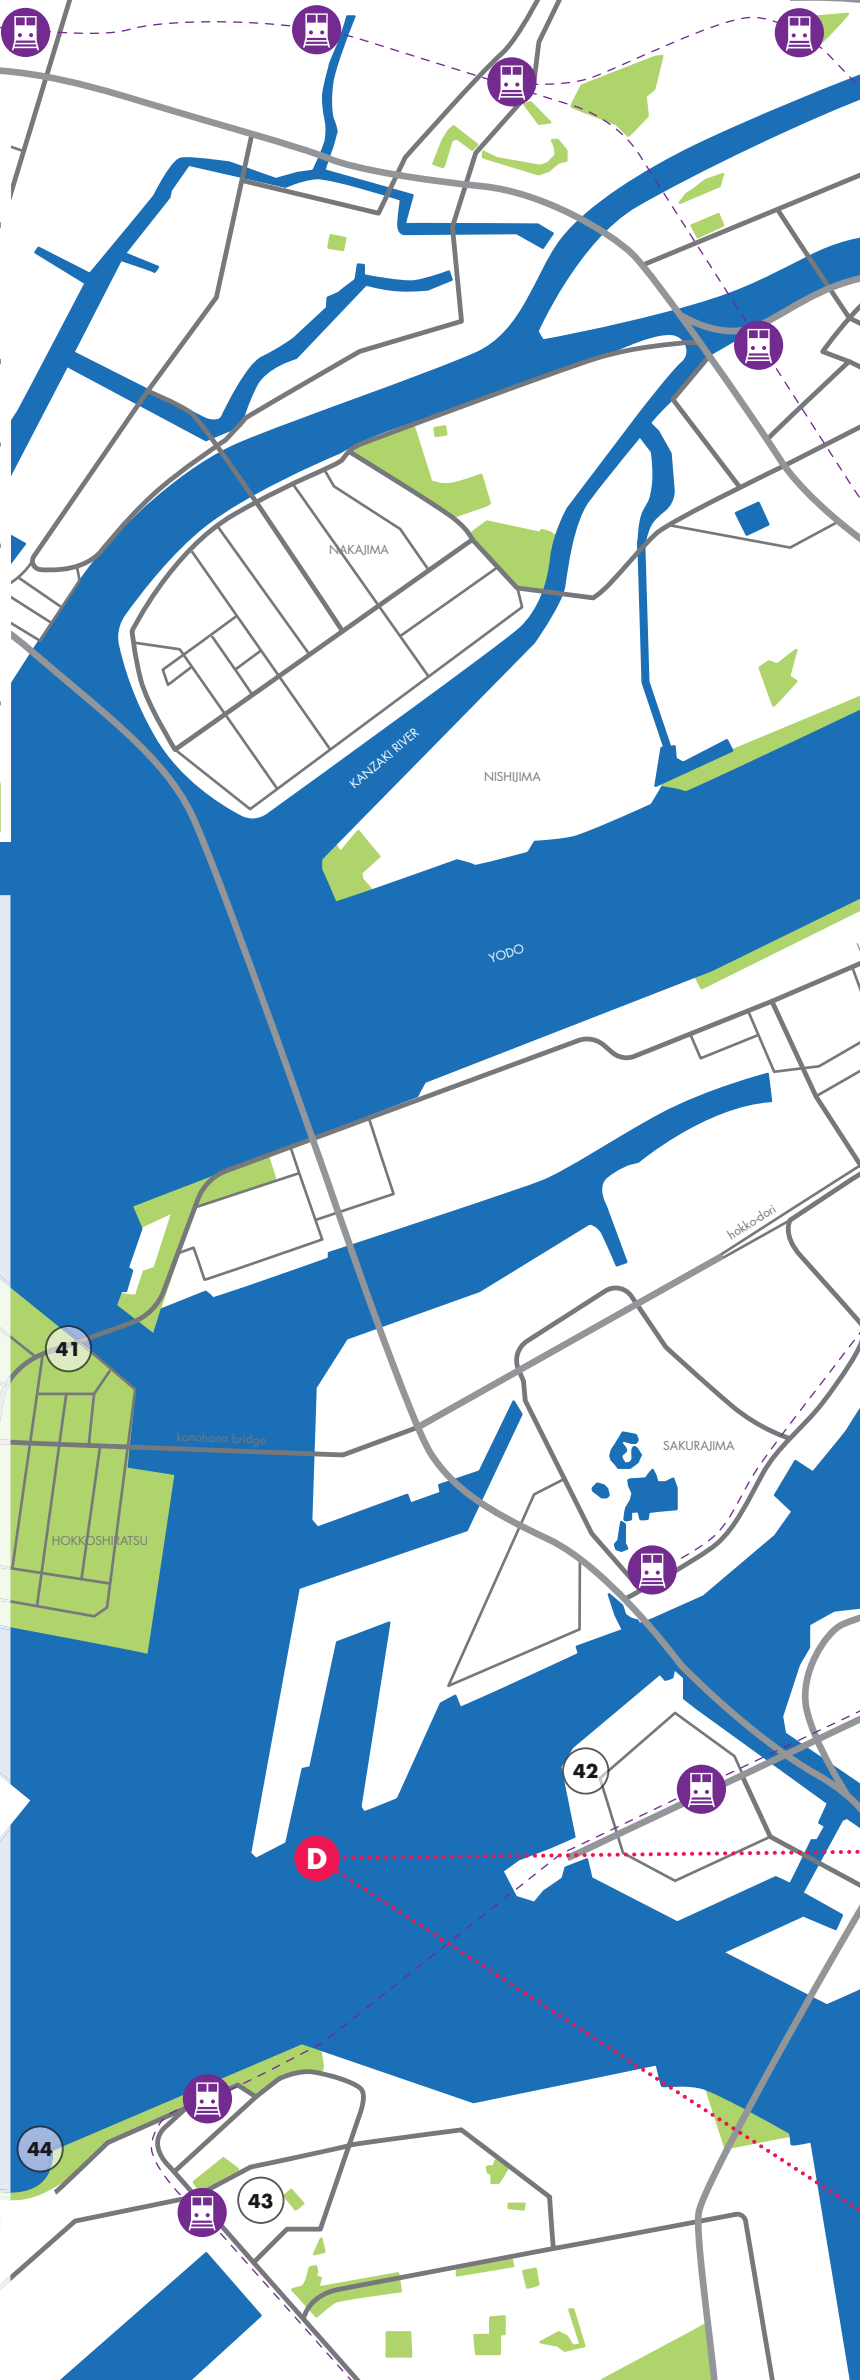 NAKAJIMA
KANZAKI RIVER
NISHIJIMA
YODO
hokko-dori
41
konohana bridge
SAKURAJIMA
HOKKOSHIRATSU
42
D
44
43